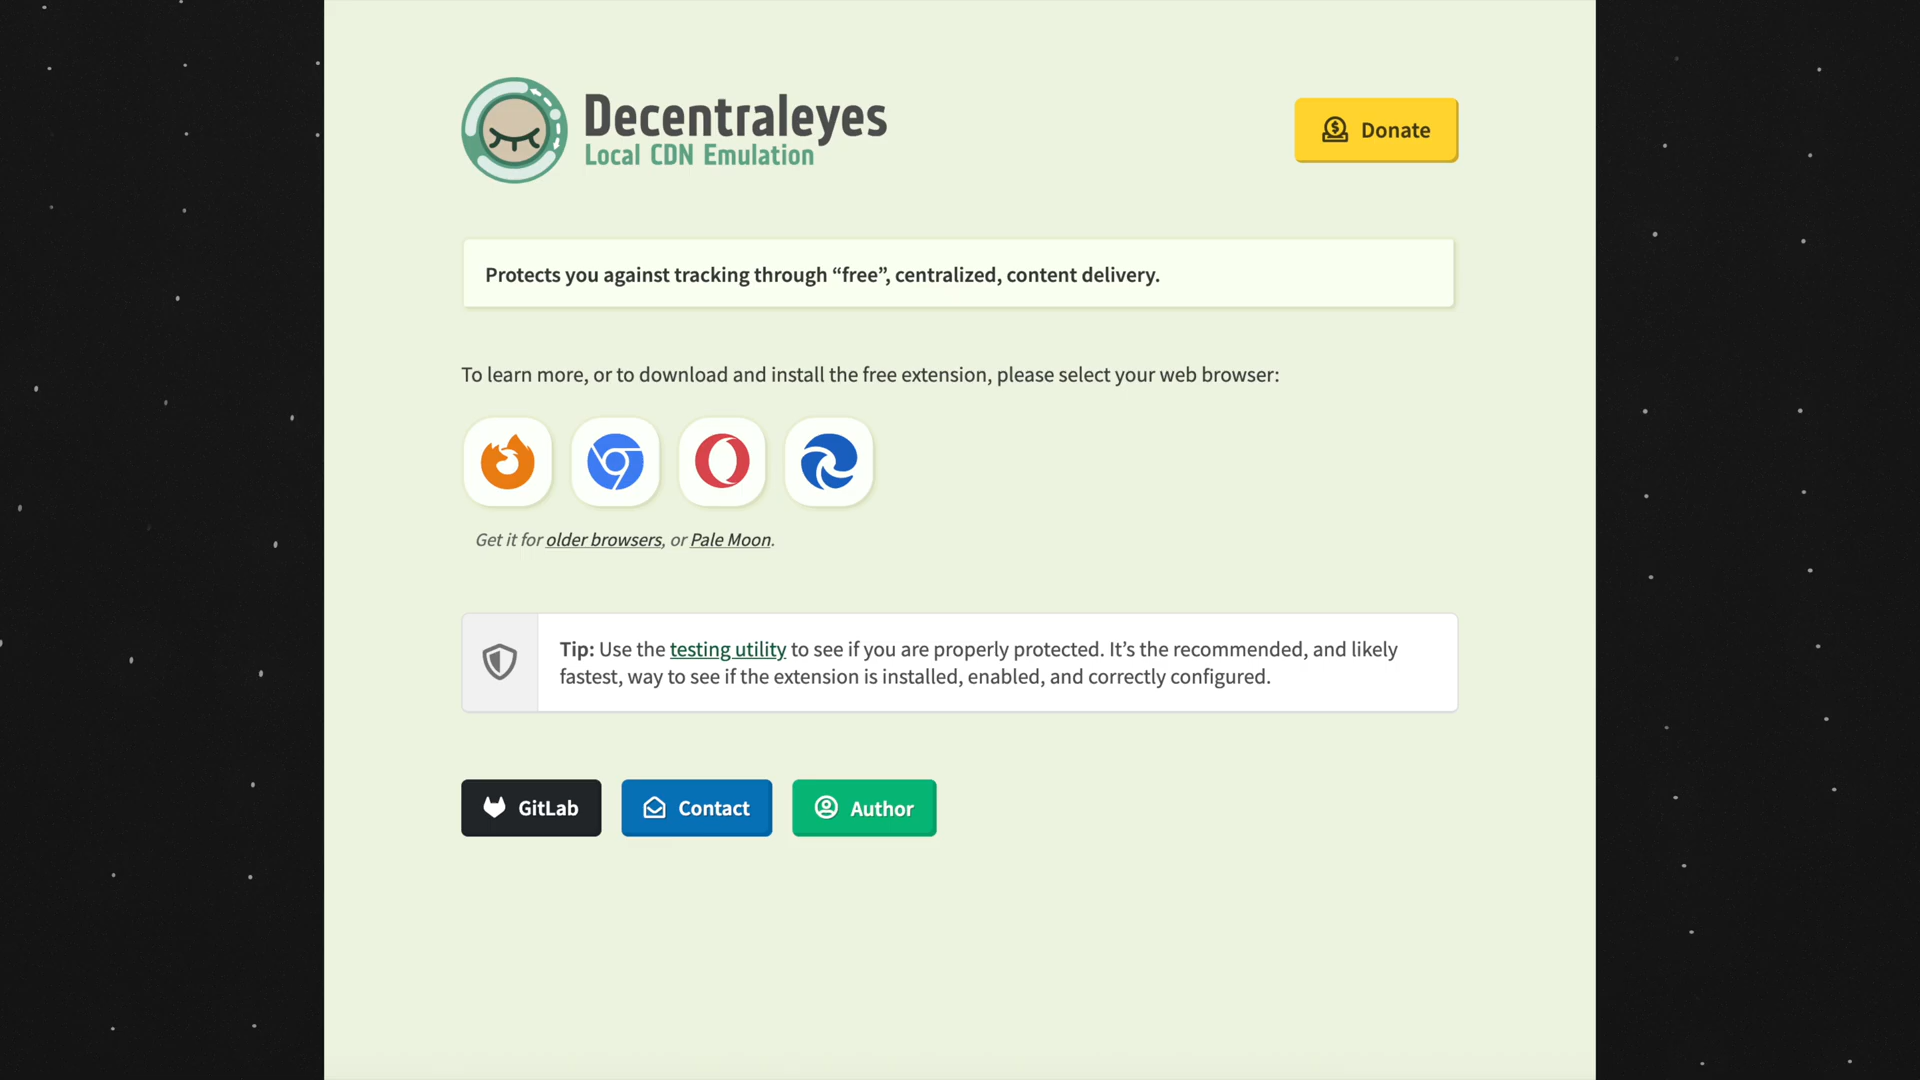 Decentraleyes
Local CDN Emulation
Donate
Protects you against tracking through “free”, centralized, content delivery.
To learn more, or to download and install the free extension, please select your web browser:
Get it for older browsers, or Pale Moon.
Tip: Use the testing utility to see if you are properly protected. It’s the recommended, and likely
fastest, way to see if the extension is installed, enabled, and correctly configured.
GitLab
Contact
Author